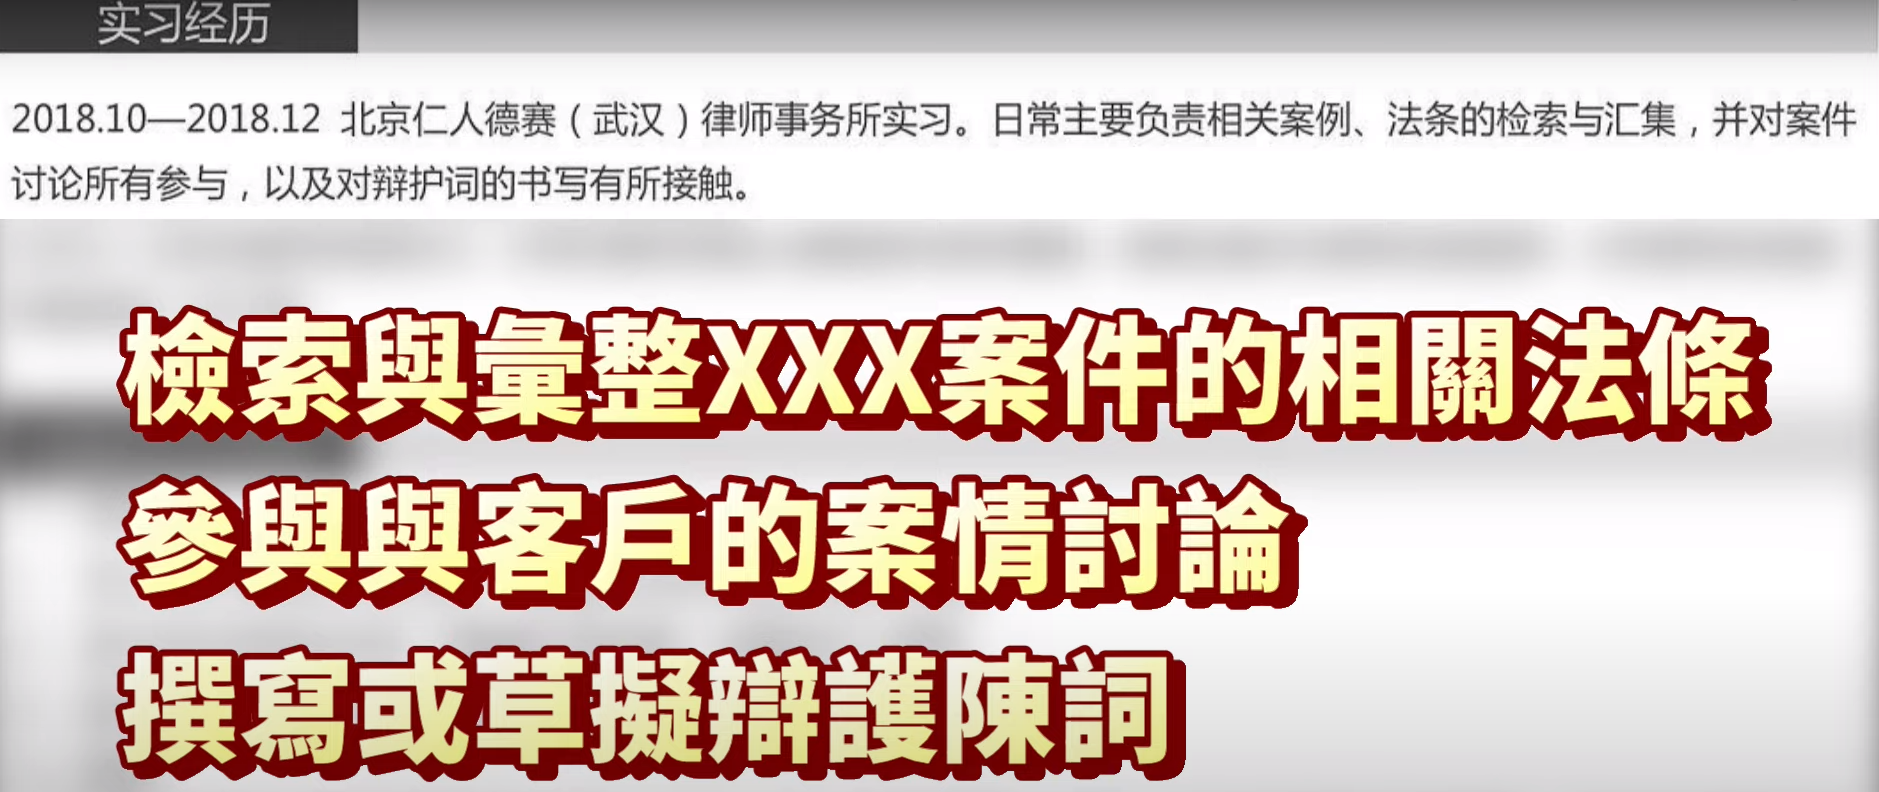 实习经历
2018.10—2018.12 北京仁人德赛（武汉）律师事务所实习。日常主要负责相关案例、法条的检索与汇集，并对案件
讨论所有参与，以及对辩护词的书写有所接触。
檢索與彙整XXX案件的相關法條
參與與客戶的案情討論
撰寫或草擬辯護陳詞